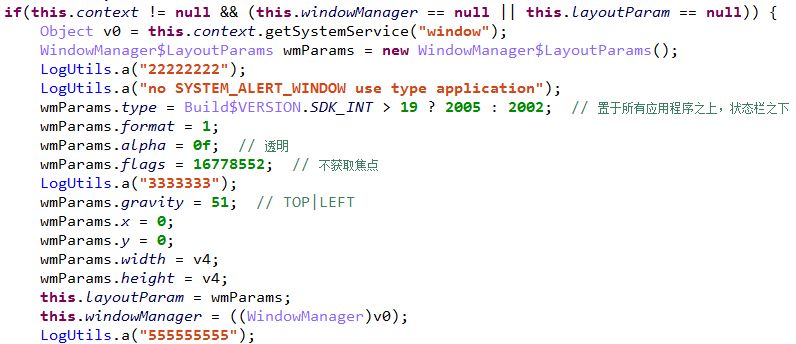 if(this.context != null && (this.windowManager == null || this.layoutParam == null)) {
Object v0 = this.context.getSystemService("window");
WindowManager$LayoutParams wmParams = new WindowManager$LayoutParams();
LogUtils.a("22222222");
LogUtils.a("no SYSTEM_ALERT_WINDOW use type application");
wmParams.type = Build$VERSION.SDK_INT > 19 ? 2005 : 2002;  // 置于所有应用程序之上，状态栏之下
wmParams.format = 1;
wmParams.alpha = 0f;  // 透明
wmParams.flags = 16778552;  // 不获取焦点
LogUtils.a("3333333");
wmParams.gravity = 51;  // TOP|LEFT
wmParams.x = 0;
wmParams.y = 0;
wmParams.width = v4;
wmParams.height = v4;
this.layoutParam = wmParams;
this.windowManager = ((WindowManager)v0);
LogUtils.a("555555555");